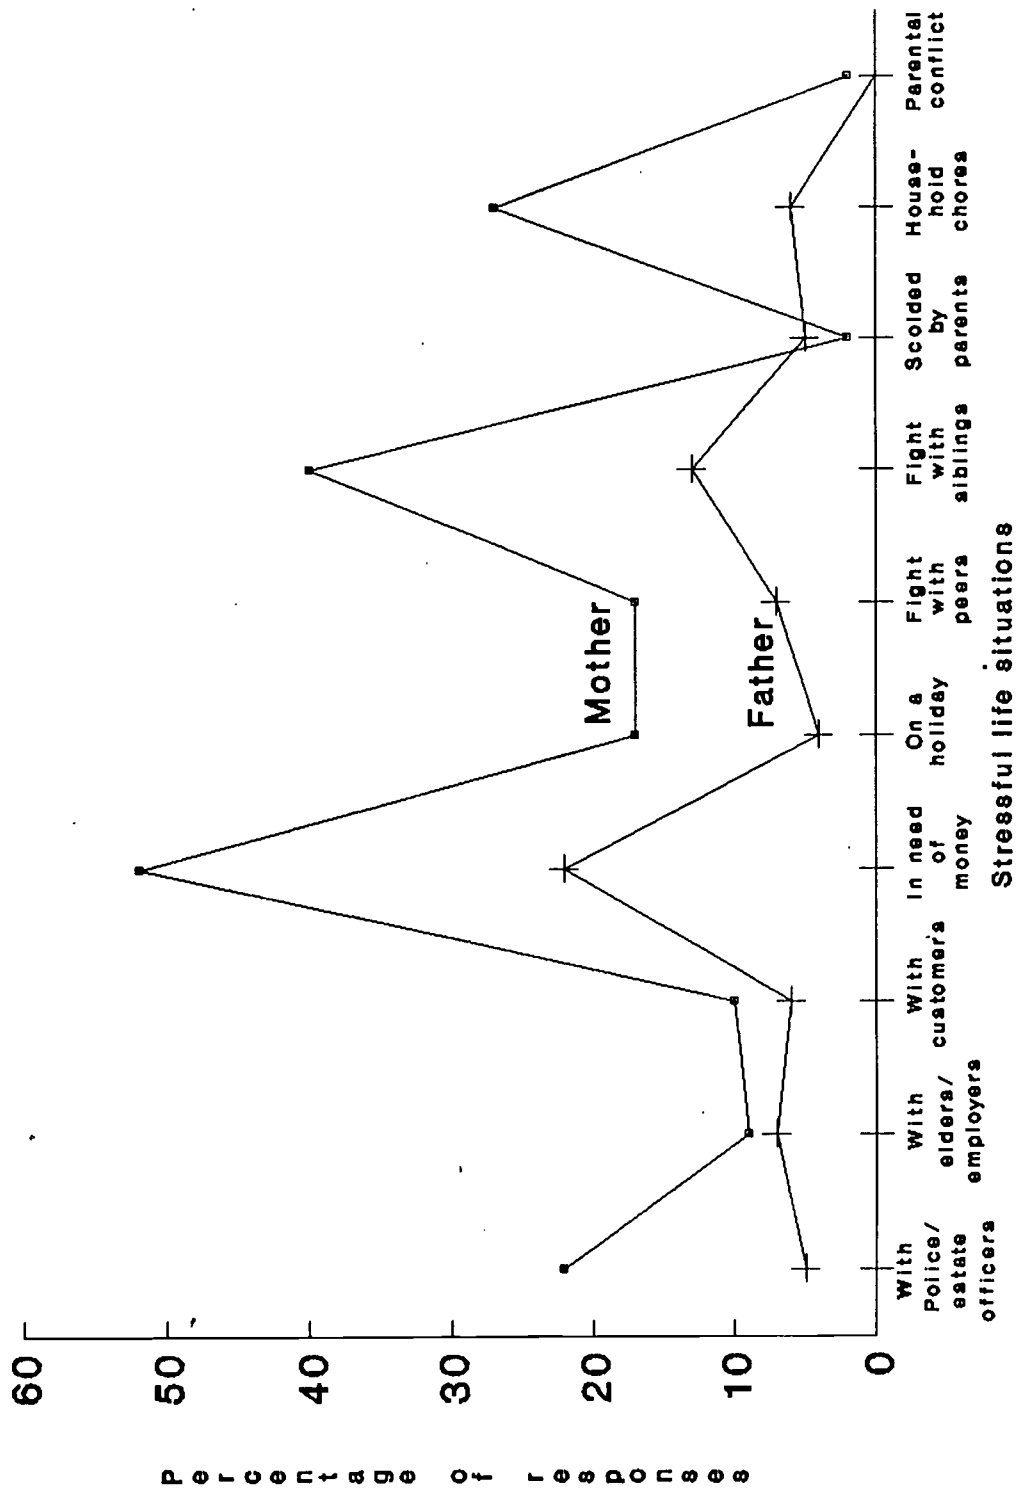 Percentage of responses
60
50
40
30
20
10
0
Mother
Father
With
Police/
estate
officers
With
elders/
employers
With
customers
In need
of
money
On a
holiday
Fight
with
peers
Fight
with
siblings
Scolded
by
parents
House-
hold
chores
Parental
conflict
Stressful life situations